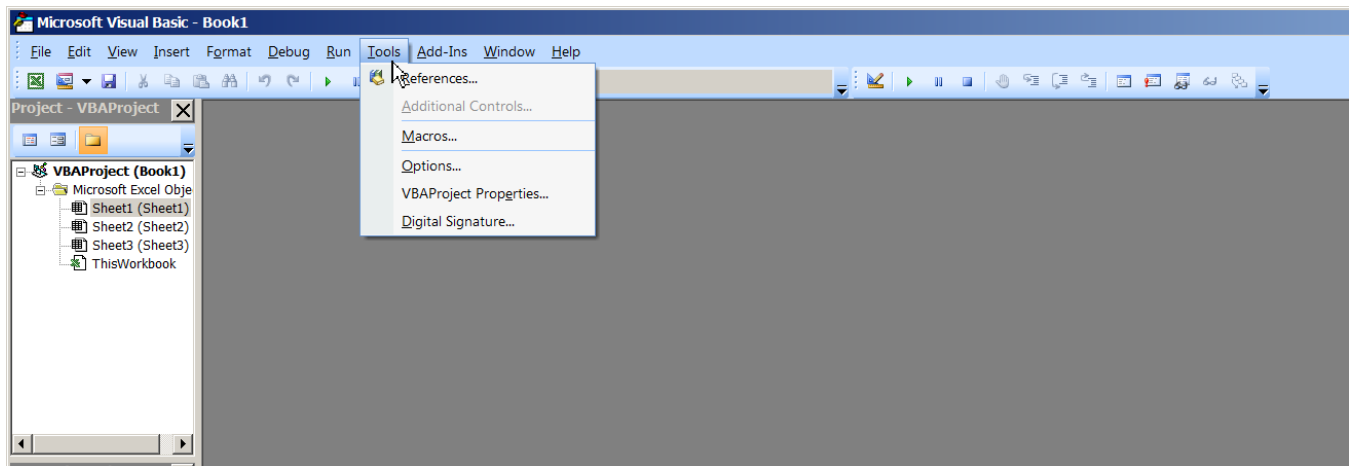 Microsoft Visual Basic - Book1
File Edit View Insert Format Debug Run Tools Add-Ins Window Help
References...
Project - VBAProject
Additional Controls...
Macros...
Options...
VBAProject Properties...
Digital Signature...
VBAProject (Book1)
Microsoft Excel Obje
Sheet1 (Sheet1)
Sheet2 (Sheet2)
Sheet3 (Sheet3)
ThisWorkbook